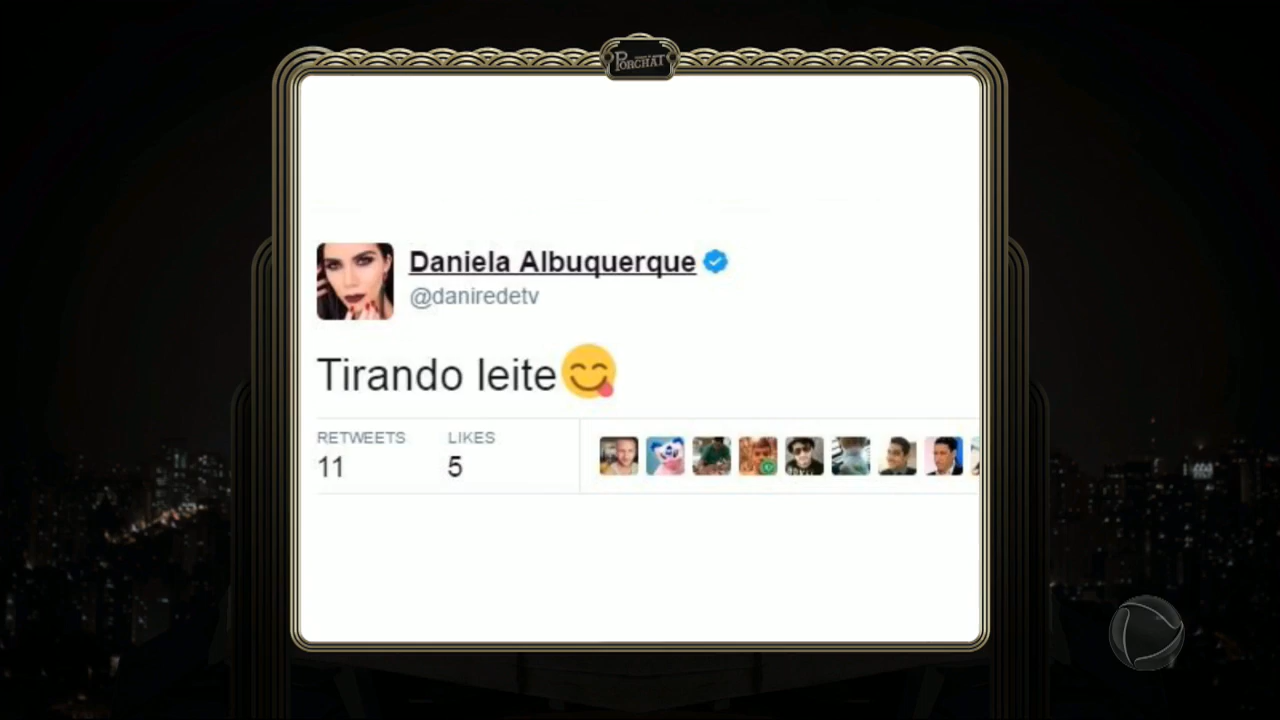 PORCHAT
Daniela Albuquerque
@daniredetv
Tirando leite😋
RETWEETS LIKES
11 5